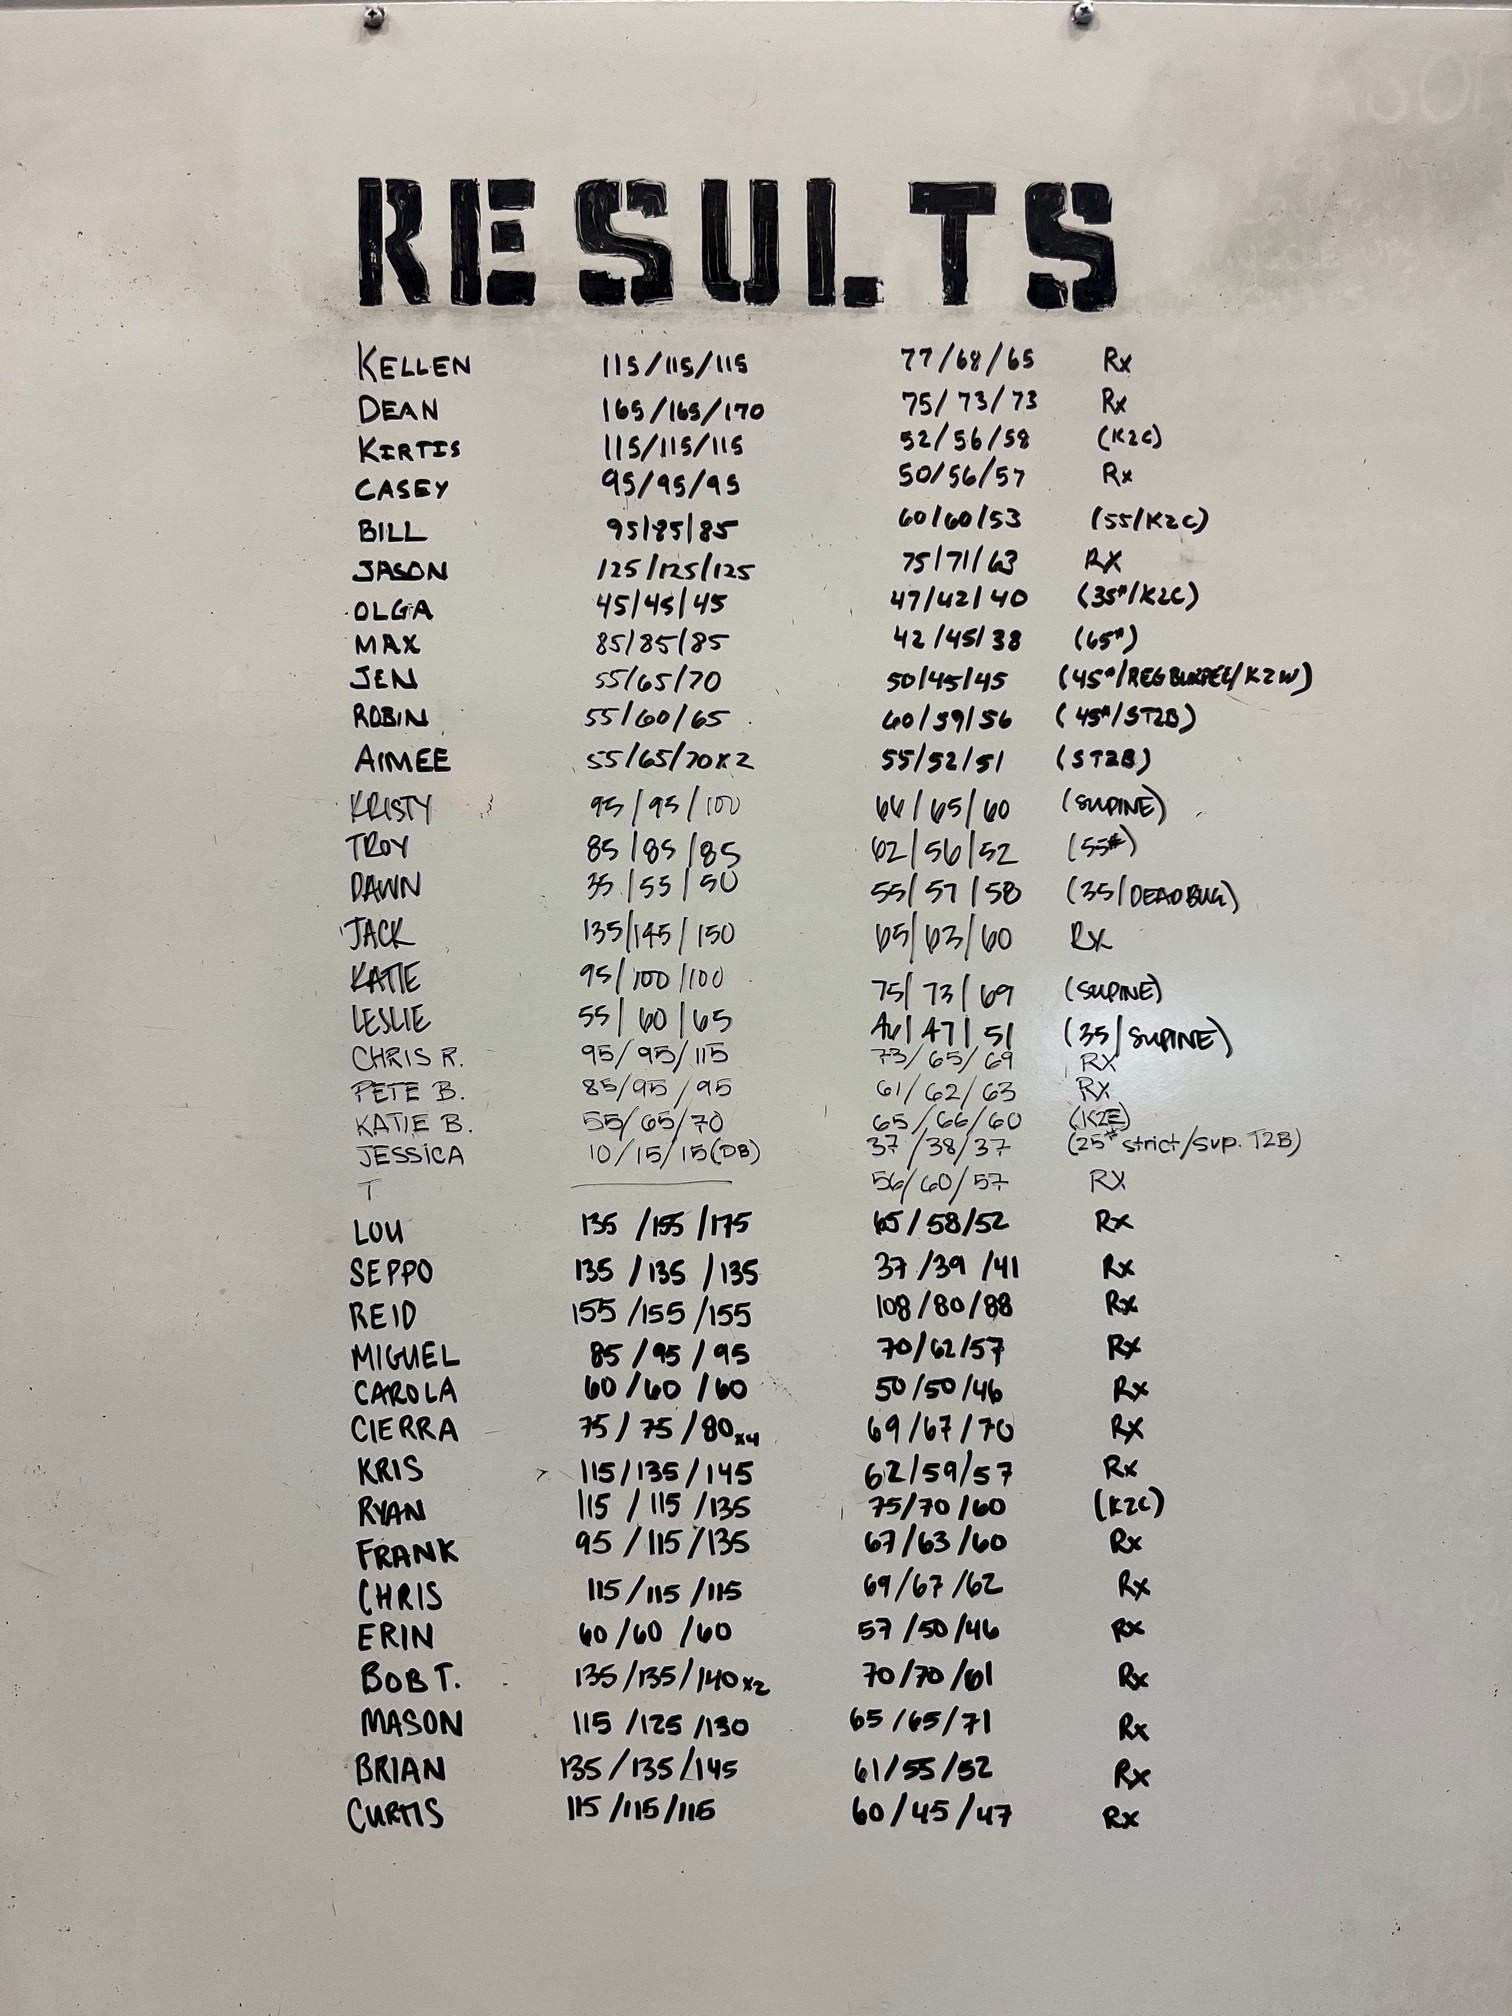 RESULTS
KELLEN 115/115/115 77/68/65 Rx
DEAN 165/165/170 75/73/73 Rx
KIRTIS 115/115/115 52/56/58 (K2C)
CASEY 95/95/95 50/56/57 Rx
BILL 95/85/85 60/60/53 (55/K2C)
JASON 125/125/125 75/71/63 RX
OLGA 45/45/45 47/42/40 (35#/K2C)
MAX 85/85/85 42/45/38 (65#)
JEN 55/65/70 50/45/45 (45#/REG BURPEE/K2W)
ROBIN 55/60/65 60/59/56 (45#/ST2B)
AIMEE 55/65/70x2 55/52/51 (ST2B)
KRISTY 95/95/100 66/65/60 (SUPINE)
TROY 85/85/85 62/56/52 (55#)
DAWN 35/55/50 55/57/58 (35/DEADBUG)
JACK 135/145/150 65/63/60 Rx
KATIE 95/100/100 75/73/69 (SUPINE)
LESLIE 55/60/65 46/47/51 (35/SUPINE)
CHRIS R. 95/95/115 73/65/69 RX
PETE B. 85/95/95 61/62/63 RX
KATIE B. 55/65/70 65/66/60 (K2E)
JESSICA 10/15/15(DB) 37/38/37 (25# strict/sup. T2B)
T 56/60/57 RX
LOU 135/155/175 65/58/52 Rx
SEPPO 135/135/135 37/39/41 Rx
REID 155/155/155 108/80/88 Rx
MIGUEL 85/95/95 70/62/57 Rx
CAROLA 60/60/60 50/50/46 Rx
CIERRA 75/75/80x4 69/67/70 Rx
KRIS 115/135/145 62/59/57 Rx
RYAN 115/115/135 75/70/60 (K2C)
FRANK 95/115/135 67/63/60 Rx
CHRIS 115/115/115 69/67/62 Rx
ERIN 60/60/60 57/50/46 Rx
BOB T. 135/135/140x2 70/70/61 Rx
MASON 115/125/130 65/65/71 Rx
BRIAN 135/135/145 61/55/52 Rx
CURTIS 115/115/115 60/45/47 Rx